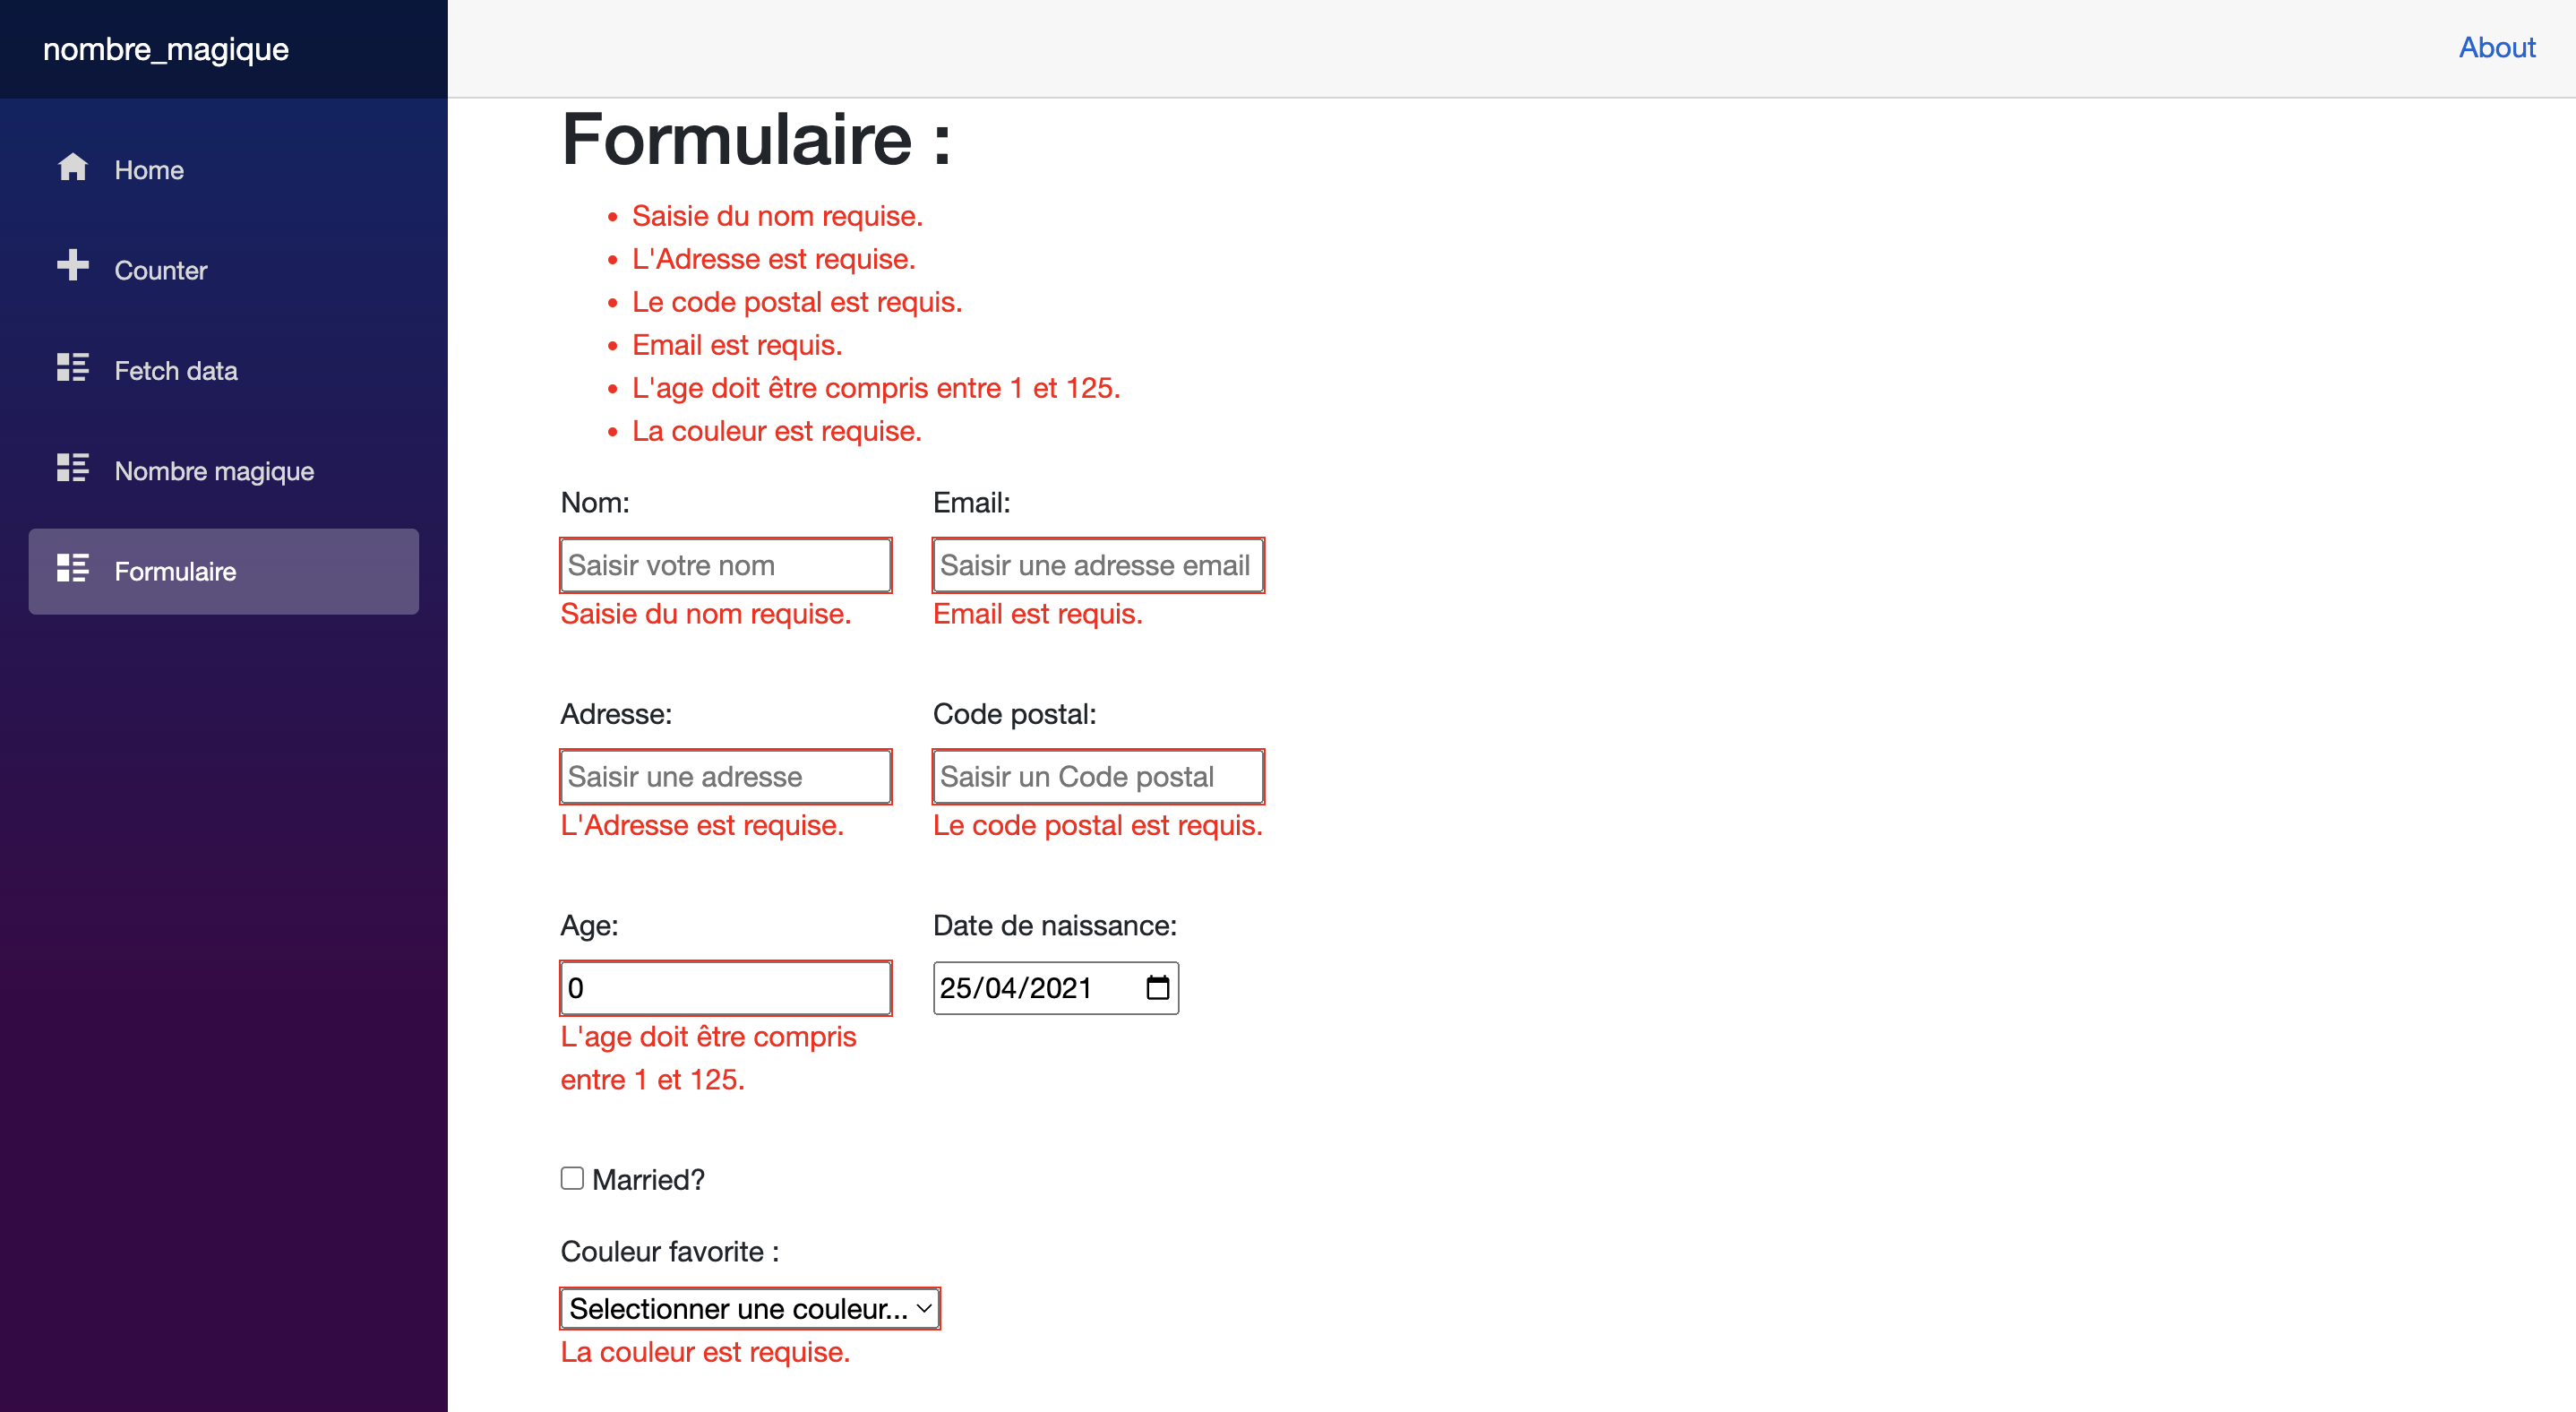 nombre_magique
About
Home
Counter
Fetch data
Nombre magique
Formulaire
Formulaire :
Saisie du nom requise.
L'Adresse est requise.
Le code postal est requis.
Email est requis.
L'age doit être compris entre 1 et 125.
La couleur est requise.
Nom:
Email:
Saisir votre nom
Saisir une adresse email
Saisie du nom requise.
Email est requis.
Adresse:
Code postal:
Saisir une adresse
Saisir un Code postal
L'Adresse est requise.
Le code postal est requis.
Age:
Date de naissance:
0
25/04/2021
L'age doit être compris
entre 1 et 125.
Married?
Couleur favorite :
Selectionner une couleur...
La couleur est requise.